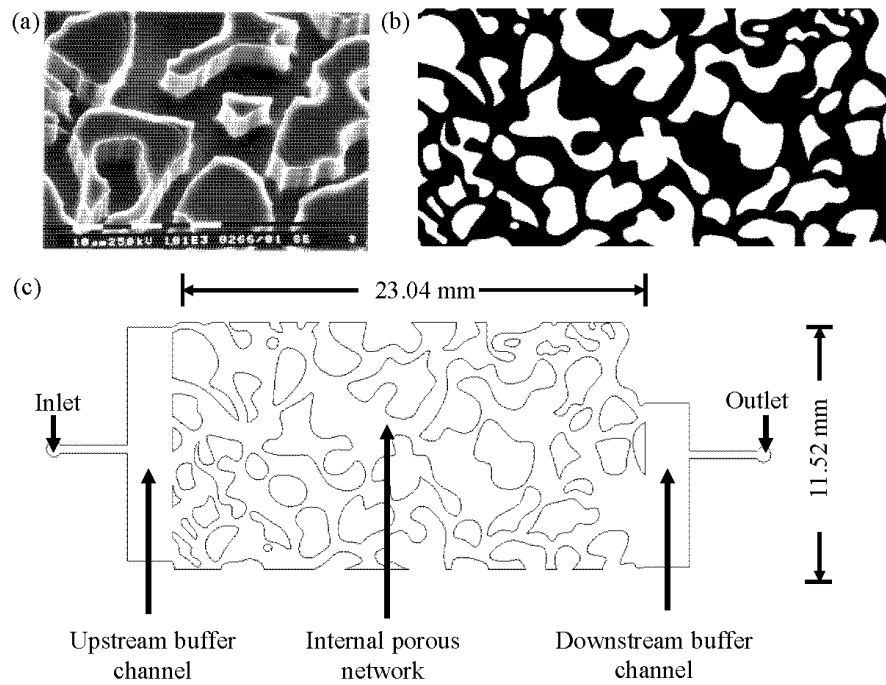 (a)
(b)
(c)
23.04 mm
Inlet
Outlet
11.52 mm
Upstream buffer
channel
Internal porous
network
Downstream buffer
channel